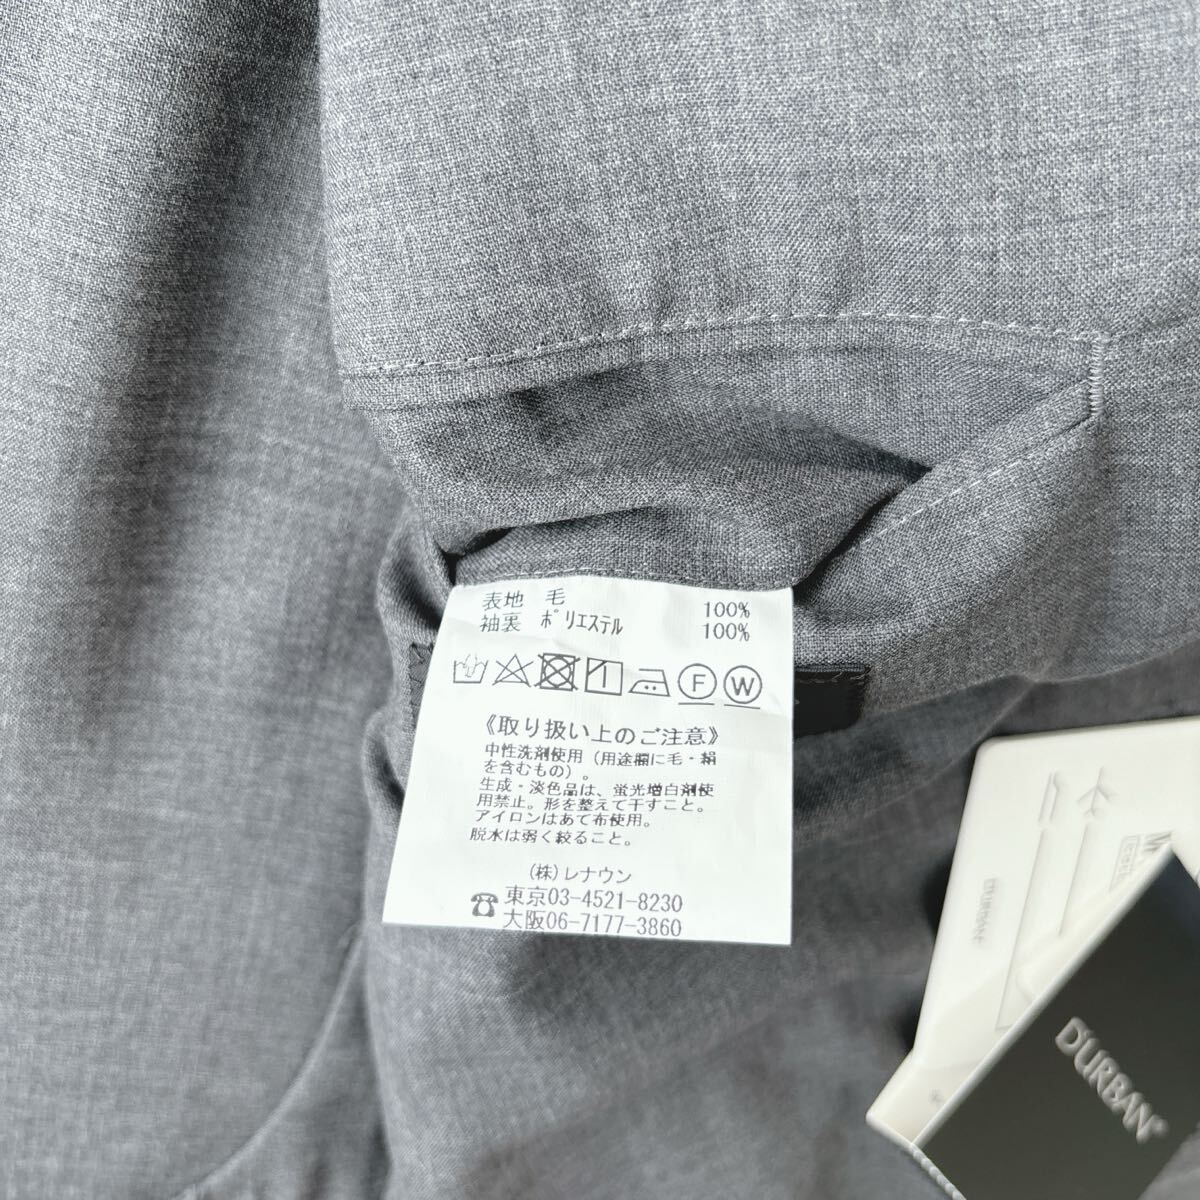 表地 毛 100%
袖裏 ポリエステル 100%
F W
《取り扱い上のご注意》
中性洗剤使用(用途欄に毛・絹
を含むもの)。
生成・淡色品は、蛍光増白剤使
用禁止。形を整えて干すこと。
アイロンはあて布使用。
脱水は弱く絞ること。
(株)レナウン
☎東京03-4521-8230
大阪06-7177-3860
D'URBAN
D'URBAN